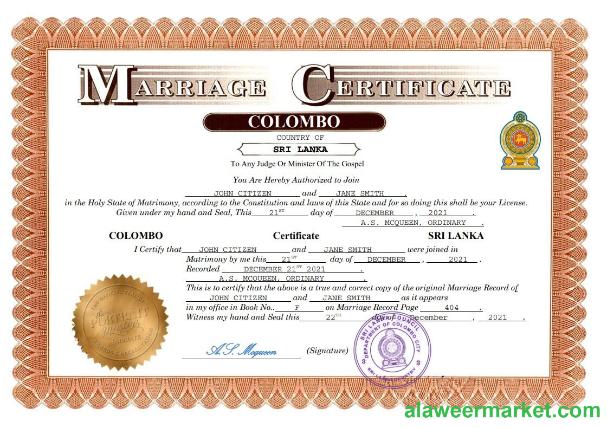 MARRIAGE CERTIFICATE
COLOMBO
COUNTRY OF
SRI LANKA
To Any Judge Or Minister Of The Gospel
You Are Hereby Authorized to Join
JOHN CITIZEN and JANE SMITH
in the Holy State of Matrimony, according to the Constitution and laws of this State and for so doing this shall be your License.
Given under my hand and Seal, This 21ST day of DECEMBER, 2021.
A.S. MCQUEEN, ORDINARY.
COLOMBO Certificate SRI LANKA
I Certify that JOHN CITIZEN and JANE SMITH were joined in
Matrimony by me this 21ST day of DECEMBER, 2021.
Recorded DECEMBER 21ST 2021.
A.S. MCQUEEN, ORDINARY.
This is to certify that the above is a true and correct copy of the original Marriage Record of
JOHN CITIZEN and JANE SMITH as it appears
in my office in Book No.. F on Marriage Record Page 404.
Witness my hand and Seal this 22ND day of December, 2021.
A.S. Mcqueen (Signature)
SRI LANKA COUNCIL
DEPARTMENT OF COLOMBO CITY
alaweermarket.com